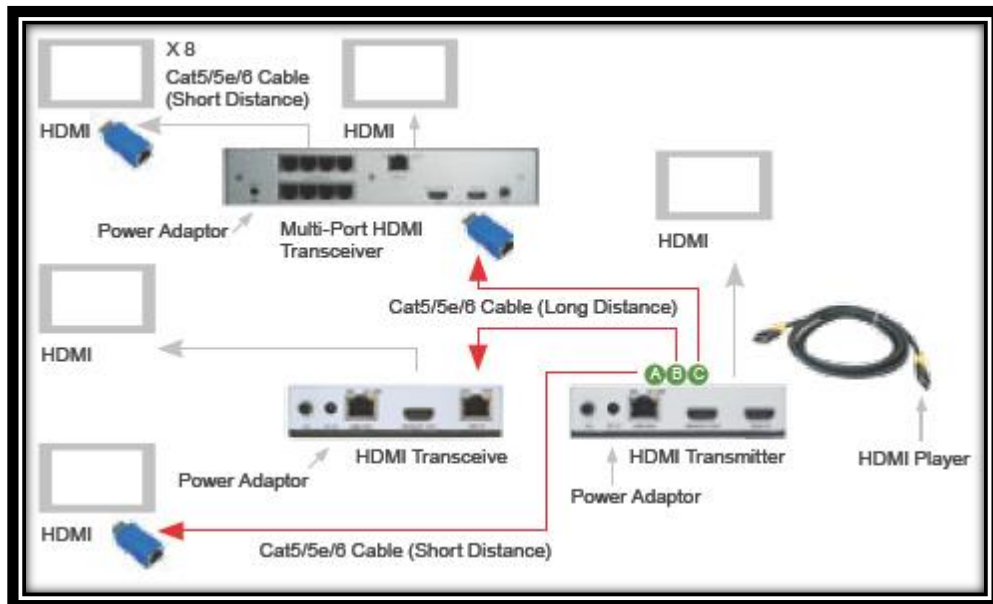 X 8
Cat5/5e/6 Cable
(Short Distance)
HDMI
HDMI
Power Adaptor
Multi-Port HDMI
Transceiver
HDMI
Cat5/5e/6 Cable (Long Distance)
HDMI
A B C
HDMI Transceive
HDMI Transmitter
HDMI Player
Power Adaptor
Power Adaptor
HDMI
Cat5/5e/6 Cable (Short Distance)